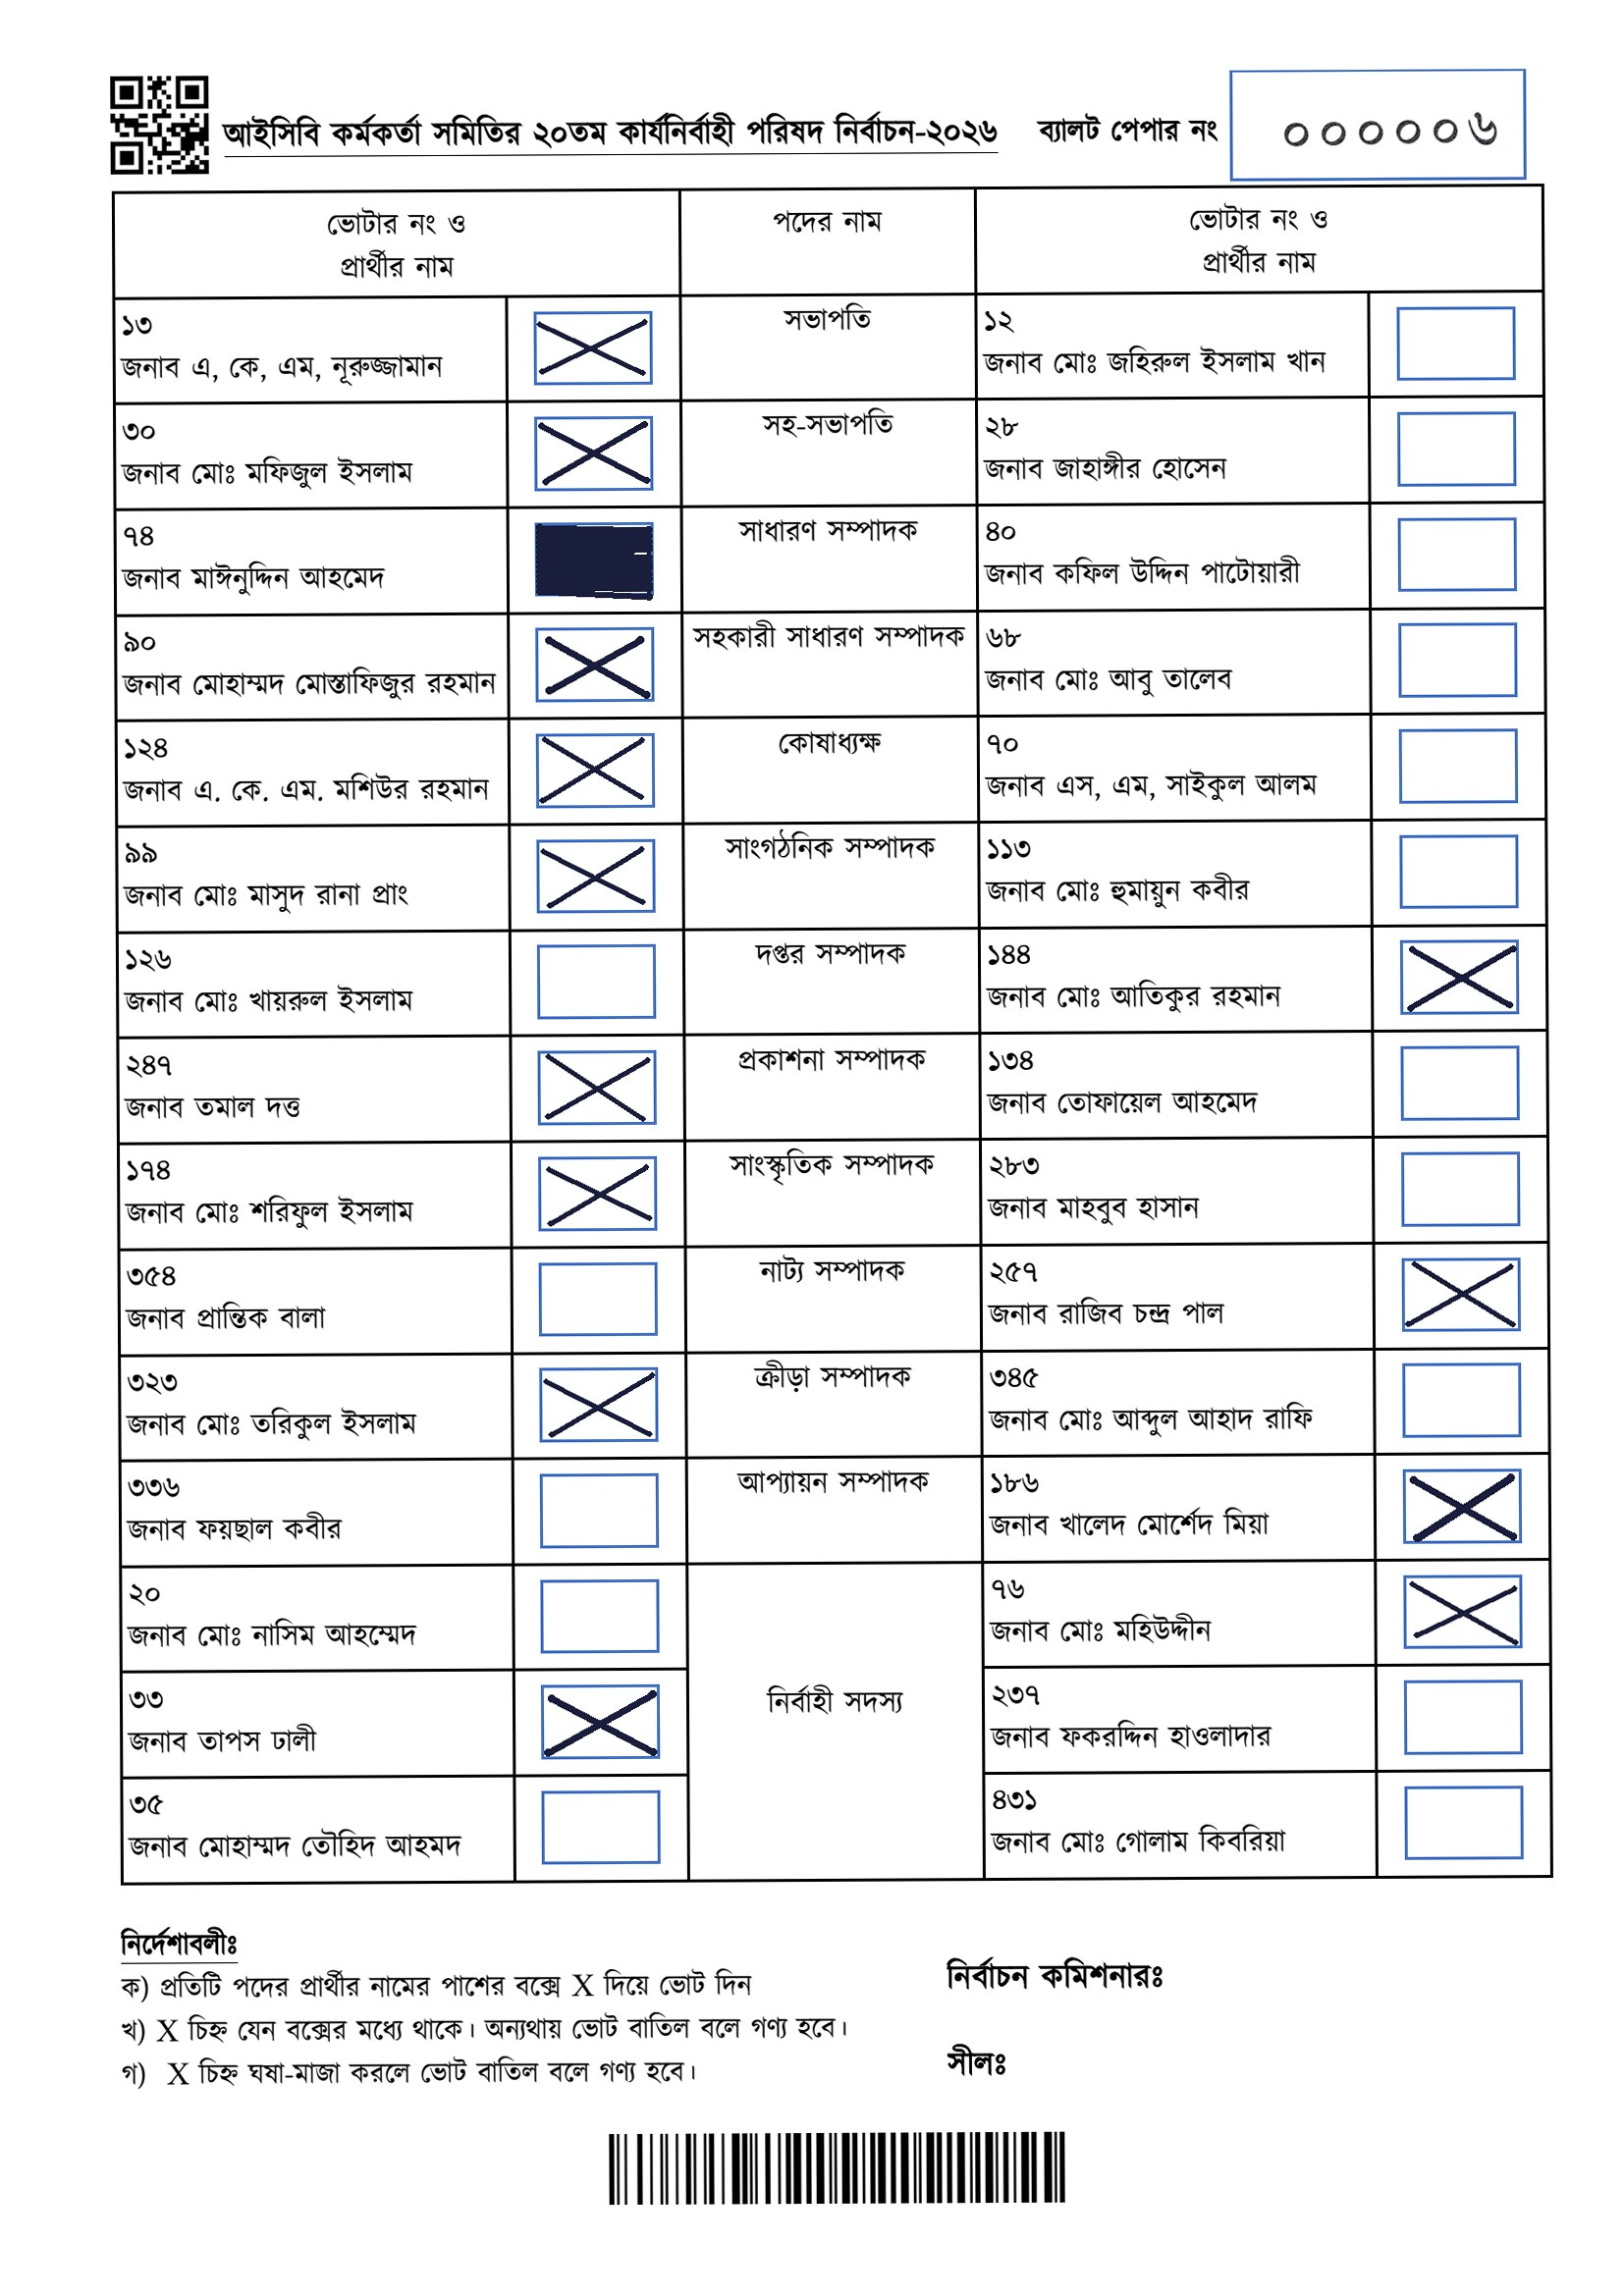 আইসিবি কর্মকর্তা সমিতির ২০তম কার্যনির্বাহী পরিষদ নির্বাচন-২০২৬ ব্যালট পেপার নং ০০০০০৬
ভোটার নং ও
প্রার্থীর নাম
পদের নাম
ভোটার নং ও
প্রার্থীর নাম
১৩
জনাব এ, কে, এম, নূরুজ্জামান
সভাপতি
১২
জনাব মোঃ জহিরুল ইসলাম খান
৩০
জনাব মোঃ মফিজুল ইসলাম
সহ-সভাপতি
২৮
জনাব জাহাঙ্গীর হোসেন
৭৪
জনাব মাঈনুদ্দিন আহমেদ
সাধারণ সম্পাদক
৪০
জনাব কফিল উদ্দিন পাটোয়ারী
৯০
জনাব মোহাম্মদ মোস্তাফিজুর রহমান
সহকারী সাধারণ সম্পাদক
৬৮
জনাব মোঃ আবু তালেব
১২৪
জনাব এ. কে. এম. মশিউর রহমান
কোষাধ্যক্ষ
৭০
জনাব এস, এম, সাইকুল আলম
৯৯
জনাব মোঃ মাসুদ রানা প্রাং
সাংগঠনিক সম্পাদক
১১৩
জনাব মোঃ হুমায়ুন কবীর
১২৬
জনাব মোঃ খায়রুল ইসলাম
দপ্তর সম্পাদক
১৪৪
জনাব মোঃ আতিকুর রহমান
২৪৭
জনাব তমাল দত্ত
প্রকাশনা সম্পাদক
১৩৪
জনাব তোফায়েল আহমেদ
১৭৪
জনাব মোঃ শরিফুল ইসলাম
সাংস্কৃতিক সম্পাদক
২৮৩
জনাব মাহবুব হাসান
৩৫৪
জনাব প্রান্তিক বালা
নাট্য সম্পাদক
২৫৭
জনাব রাজিব চন্দ্র পাল
৩২৩
জনাব মোঃ তরিকুল ইসলাম
ক্রীড়া সম্পাদক
৩৪৫
জনাব মোঃ আব্দুল আহাদ রাফি
৩৩৬
জনাব ফয়ছাল কবীর
আপ্যায়ন সম্পাদক
১৮৬
জনাব খালেদ মোর্শেদ মিয়া
২০
জনাব মোঃ নাসিম আহম্মেদ
৭৬
জনাব মোঃ মহিউদ্দীন
৩৩
জনাব তাপস ঢালী
নির্বাহী সদস্য
২৩৭
জনাব ফকরদ্দিন হাওলাদার
৩৫
জনাব মোহাম্মদ তৌহিদ আহমদ
৪৩১
জনাব মোঃ গোলাম কিবরিয়া
নির্দেশাবলীঃ
ক) প্রতিটি পদের প্রার্থীর নামের পাশের বক্সে X দিয়ে ভোট দিন
খ) X চিহ্ন যেন বক্সের মধ্যে থাকে। অন্যথায় ভোট বাতিল বলে গণ্য হবে।
গ) X চিহ্ন ঘষা-মাজা করলে ভোট বাতিল বলে গণ্য হবে।
নির্বাচন কমিশনারঃ
সীলঃ